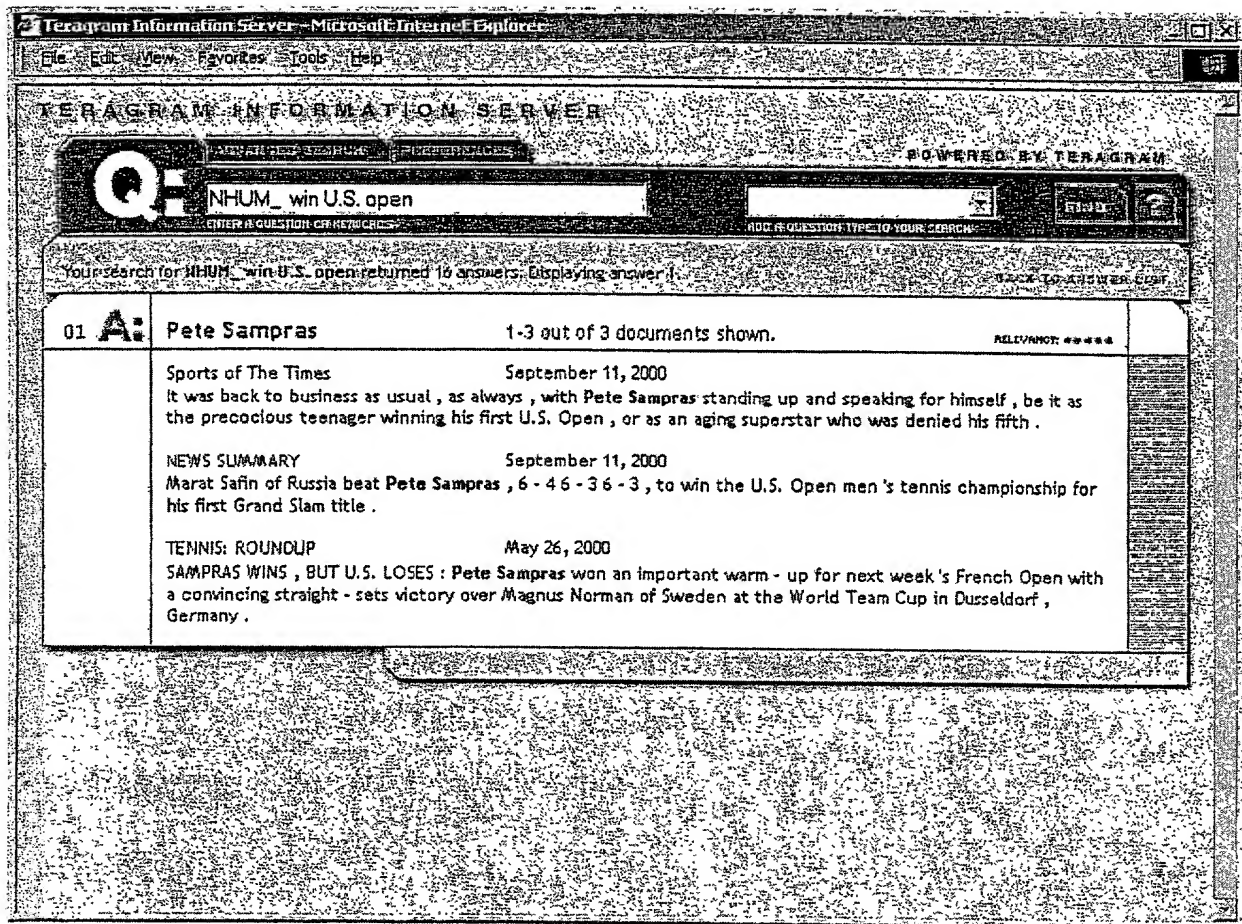 Teragram Information Server - Microsoft Internet Explorer
File Edit View Favorites Tools Help
TERAGRAM INFORMATION SERVER
POWERED BY TERAGRAM
Q:
NHUM_ win U.S. open
ENTER A QUESTION OR KEYWORDS
ADD A QUESTION TYPE TO YOUR SEARCH
?
Your search for NHUM_ win U.S. open returned 16 answers. Displaying answer 1.
BACK TO ANSWER LIST
01 A: Pete Sampras 1-3 out of 3 documents shown. RELEVANCY: *****
Sports of The Times September 11, 2000
It was back to business as usual , as always , with Pete Sampras standing up and speaking for himself , be it as
the precocious teenager winning his first U.S. Open , or as an aging superstar who was denied his fifth .
NEWS SUMMARY September 11, 2000
Marat Safin of Russia beat Pete Sampras , 6 - 4 6 - 3 6 - 3 , to win the U.S. Open men 's tennis championship for
his first Grand Slam title .
TENNIS: ROUNDUP May 26, 2000
SAMPRAS WINS , BUT U.S. LOSES : Pete Sampras won an important warm - up for next week 's French Open with
a convincing straight - sets victory over Magnus Norman of Sweden at the World Team Cup in Dusseldorf ,
Germany .